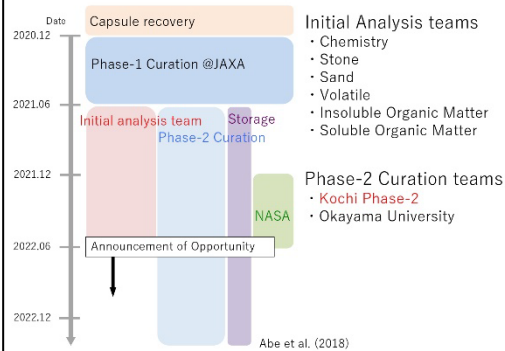 Date
2020.12
2021.06
2021.12
2022.06
2022.12
Capsule recovery
Phase-1 Curation @JAXA
Initial analysis team
Phase-2 Curation
Storage
NASA
Announcement of Opportunity
Initial Analysis teams
・Chemistry
・Stone
・Sand
・Volatile
・Insoluble Organic Matter
・Soluble Organic Matter
Phase-2 Curation teams
・Kochi Phase-2
・Okayama University
Abe et al. (2018)